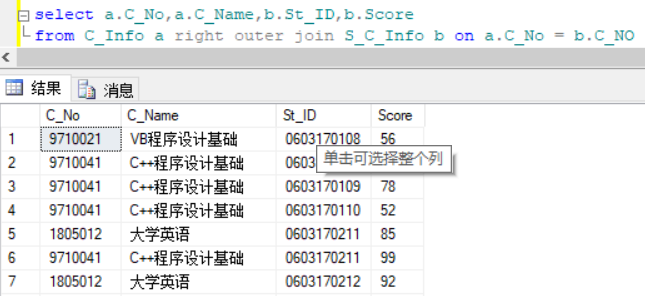 select a.C_No,a.C_Name,b.St_ID,b.Score
from C_Info a right outer join S_C_Info b on a.C_No = b.C_NO
结果 消息
C_No C_Name St_ID Score
1 9710021 VB程序设计基础 0603170108 56
2 9710041 C++程序设计基础 0603
单击可选择整个列
3 9710041 C++程序设计基础 0603170109 78
4 9710041 C++程序设计基础 0603170110 52
5 1805012 大学英语 0603170211 85
6 9710041 C++程序设计基础 0603170211 99
7 1805012 大学英语 0603170212 92